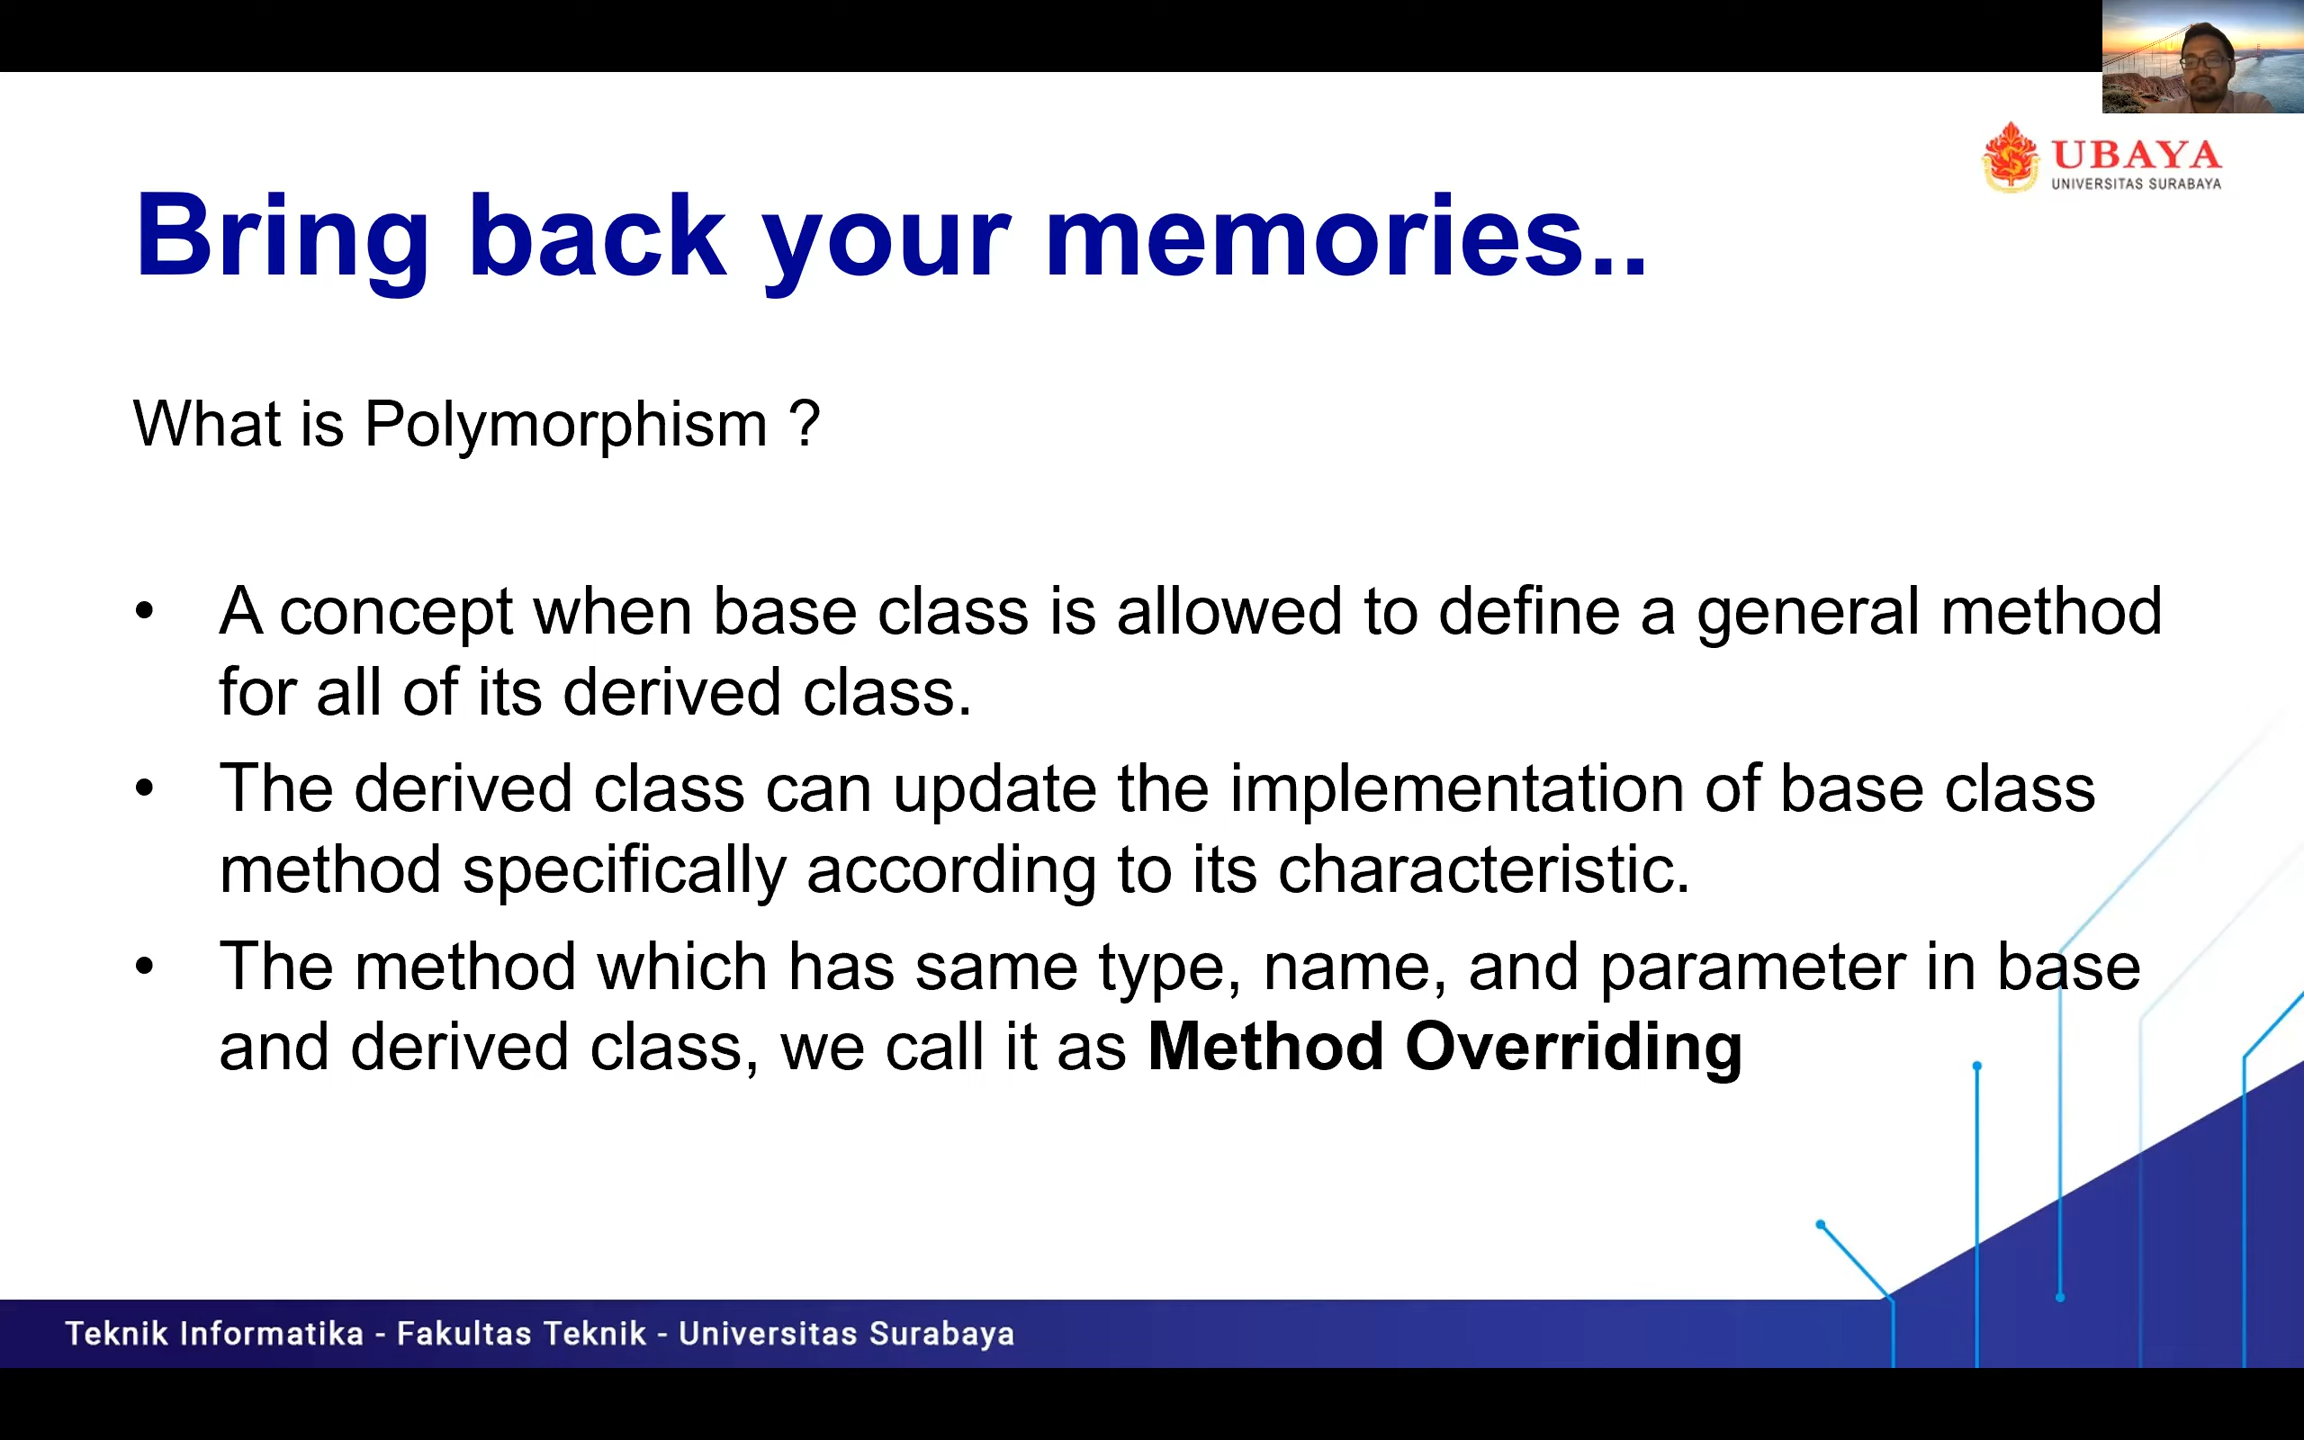 UBAYA
UNIVERSITAS SURABAYA
Bring back your memories..
What is Polymorphism ?
• A concept when base class is allowed to define a general method
for all of its derived class.
• The derived class can update the implementation of base class
method specifically according to its characteristic.
• The method which has same type, name, and parameter in base
and derived class, we call it as Method Overriding
Teknik Informatika - Fakultas Teknik - Universitas Surabaya